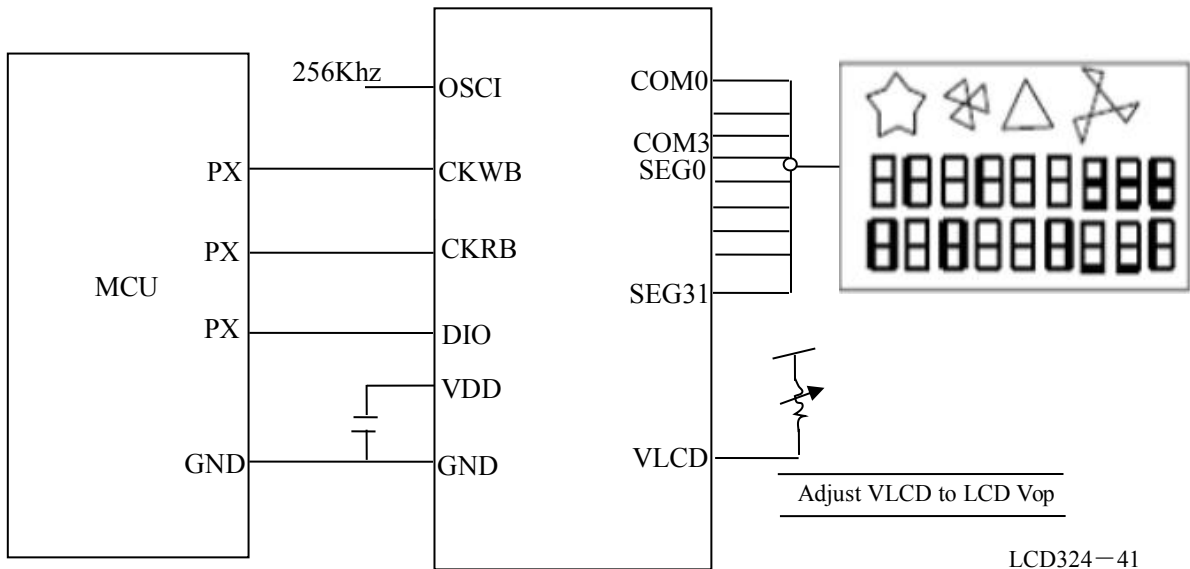 256Khz
OSCI
COM0
COM3
PX
CKWB
SEG0
PX
CKRB
MCU
SEG31
PX
DIO
VDD
GND
GND
VLCD
Adjust VLCD to LCD Vop
LCD324－41